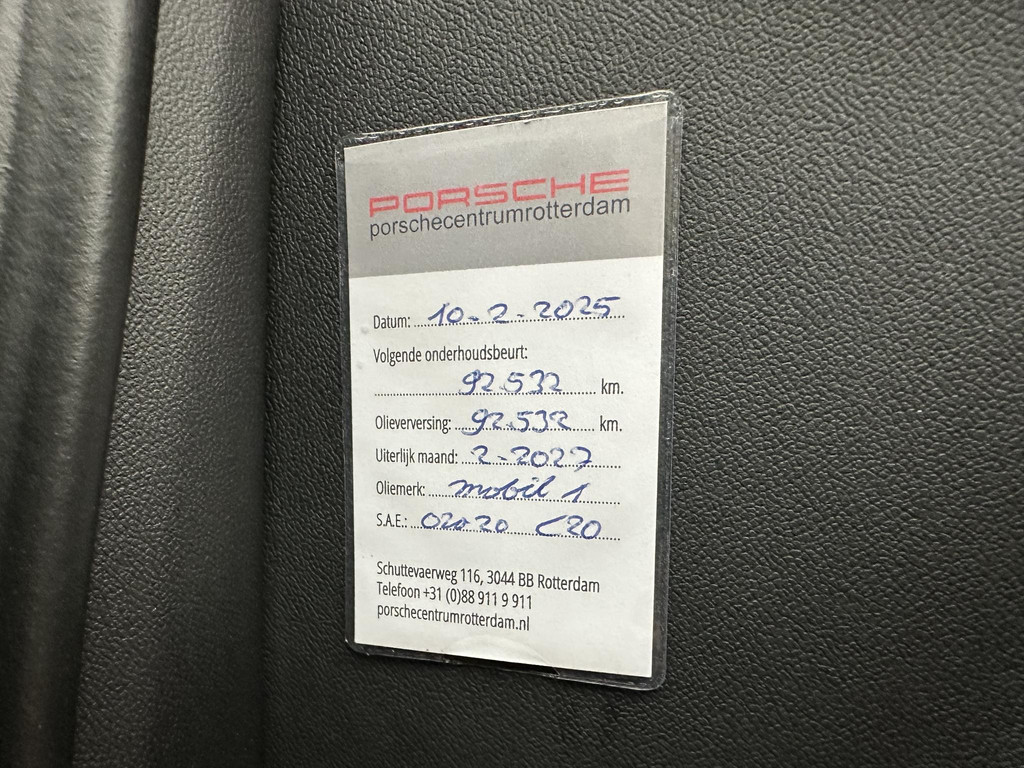 PORSCHE
porschecentrumrotterdam
Datum: 10-2-2025
Volgende onderhoudsbeurt:
92.532 km.
Olieverversing: 92.532 km.
Uiterlijk maand: 2-2027
Oliemerk: mobil 1
S.A.E.: C20
Schuttevaerweg 116, 3044 BB Rotterdam
Telefoon +31 (0)88 911 9 911
porschecentrumrotterdam.nl